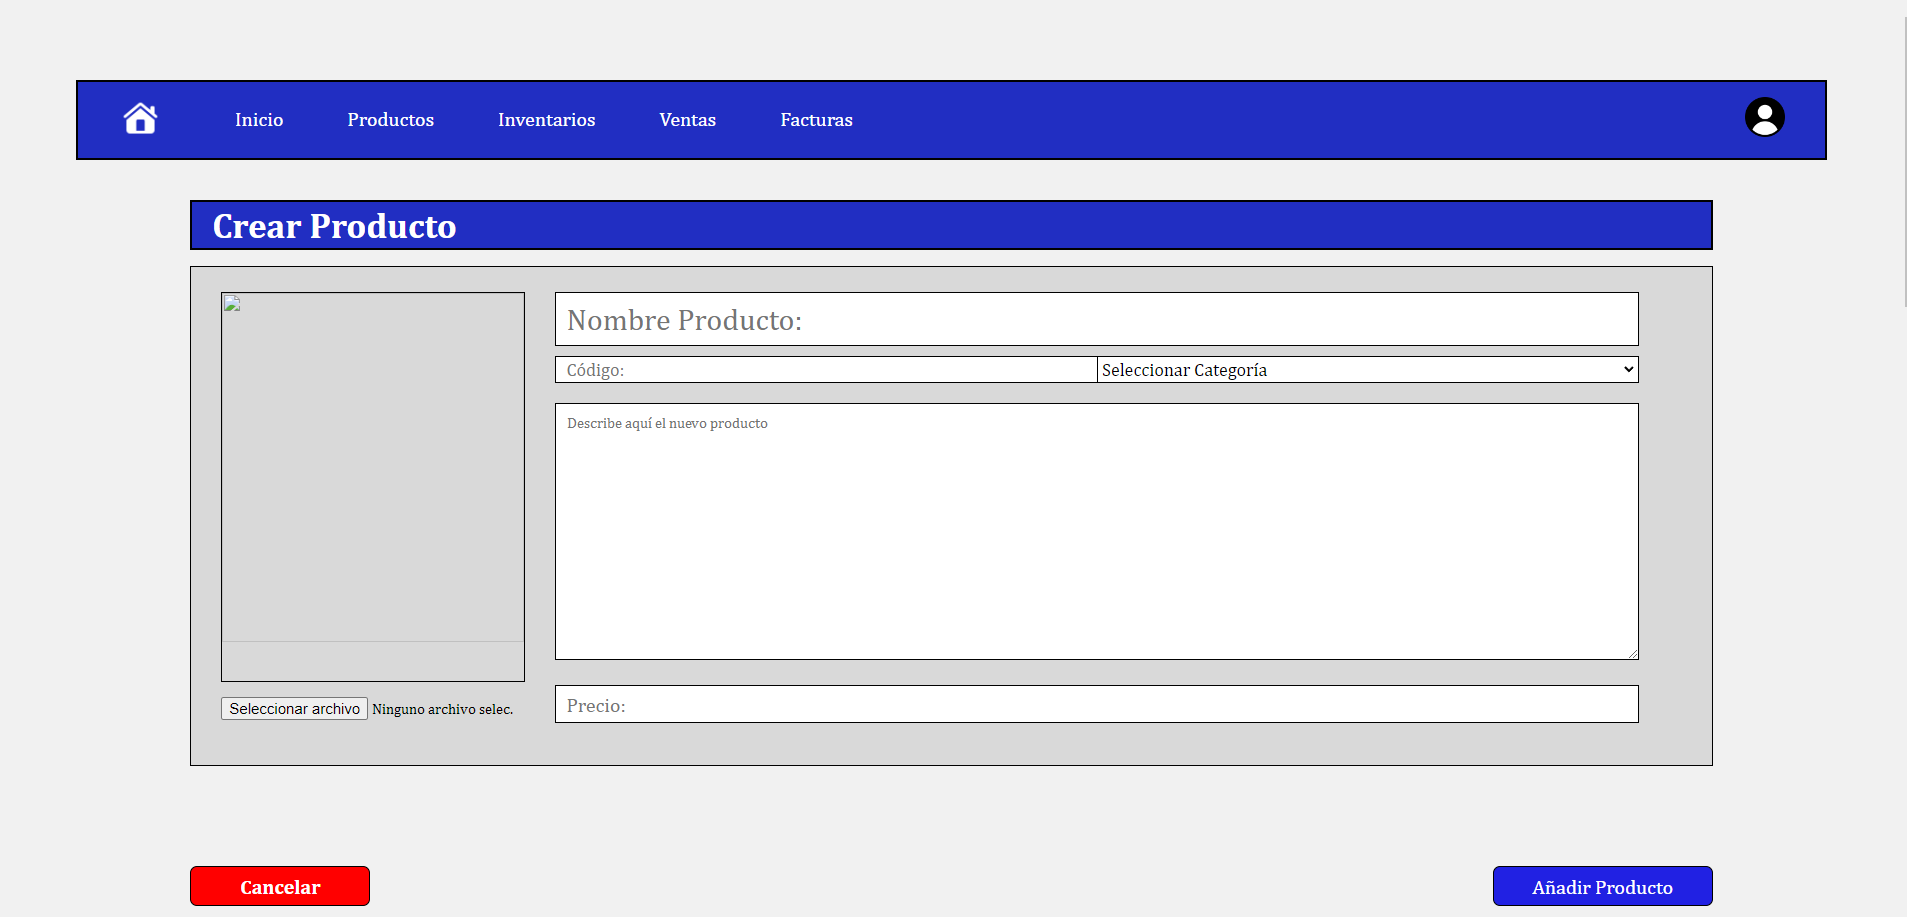 Inicio Productos Inventarios Ventas Facturas
Crear Producto
Nombre Producto:
Código: Seleccionar Categoría
Describe aquí el nuevo producto
Seleccionar archivo Ninguno archivo selec.
Precio:
Cancelar Añadir Producto